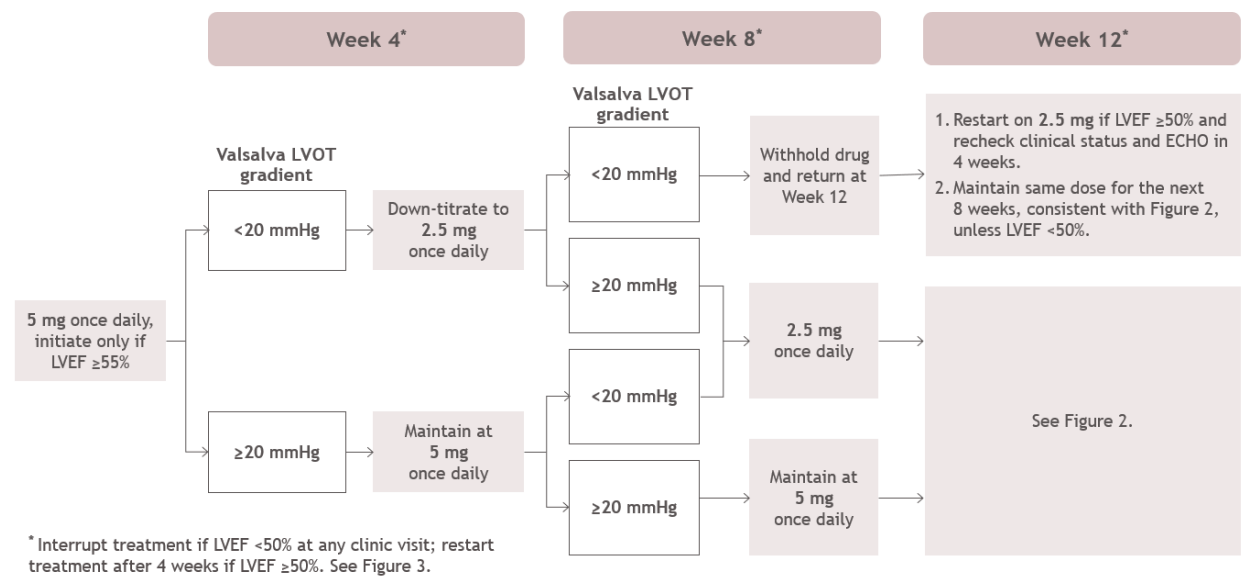 Week 4*
Week 8*
Week 12*
5 mg once daily,
initiate only if
LVEF ≥55%
Valsalva LVOT
gradient
<20 mmHg
Down-titrate to
2.5 mg
once daily
≥20 mmHg
Maintain at
5 mg
once daily
Valsalva LVOT
gradient
<20 mmHg
Withhold drug
and return at
Week 12
≥20 mmHg
<20 mmHg
2.5 mg
once daily
≥20 mmHg
Maintain at
5 mg
once daily
1. Restart on 2.5 mg if LVEF ≥50% and
recheck clinical status and ECHO in
4 weeks.
2. Maintain same dose for the next
8 weeks, consistent with Figure 2,
unless LVEF <50%.
See Figure 2.
* Interrupt treatment if LVEF <50% at any clinic visit; restart
treatment after 4 weeks if LVEF ≥50%. See Figure 3.